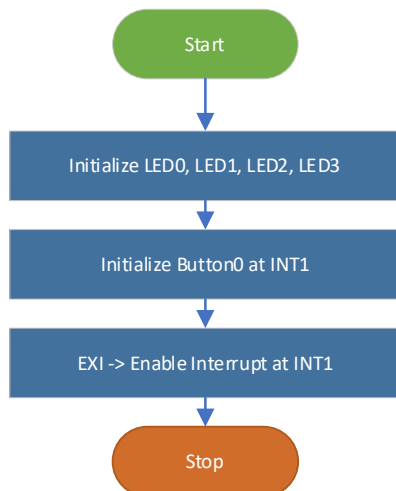 Start
Initialize LED0, LED1, LED2, LED3
Initialize Button0 at INT1
EXI -> Enable Interrupt at INT1
Stop